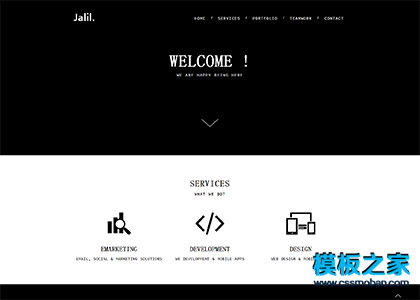 Jalil.
HOME SERVICES PORTFOLIO TEAMWORK CONTACT
WELCOME !
WE ARE HAPPY BEING HERE
SERVICES
WHAT WE DO?
EMARKETING DEVELOPMENT DESIGN
EMAIL, SOCIAL & MARKETING SOLUTIONS WE DEVELOPMENT & MOBILE APPS WEB DESIGN & MOBILE
模板之家
www.cssmoban.com